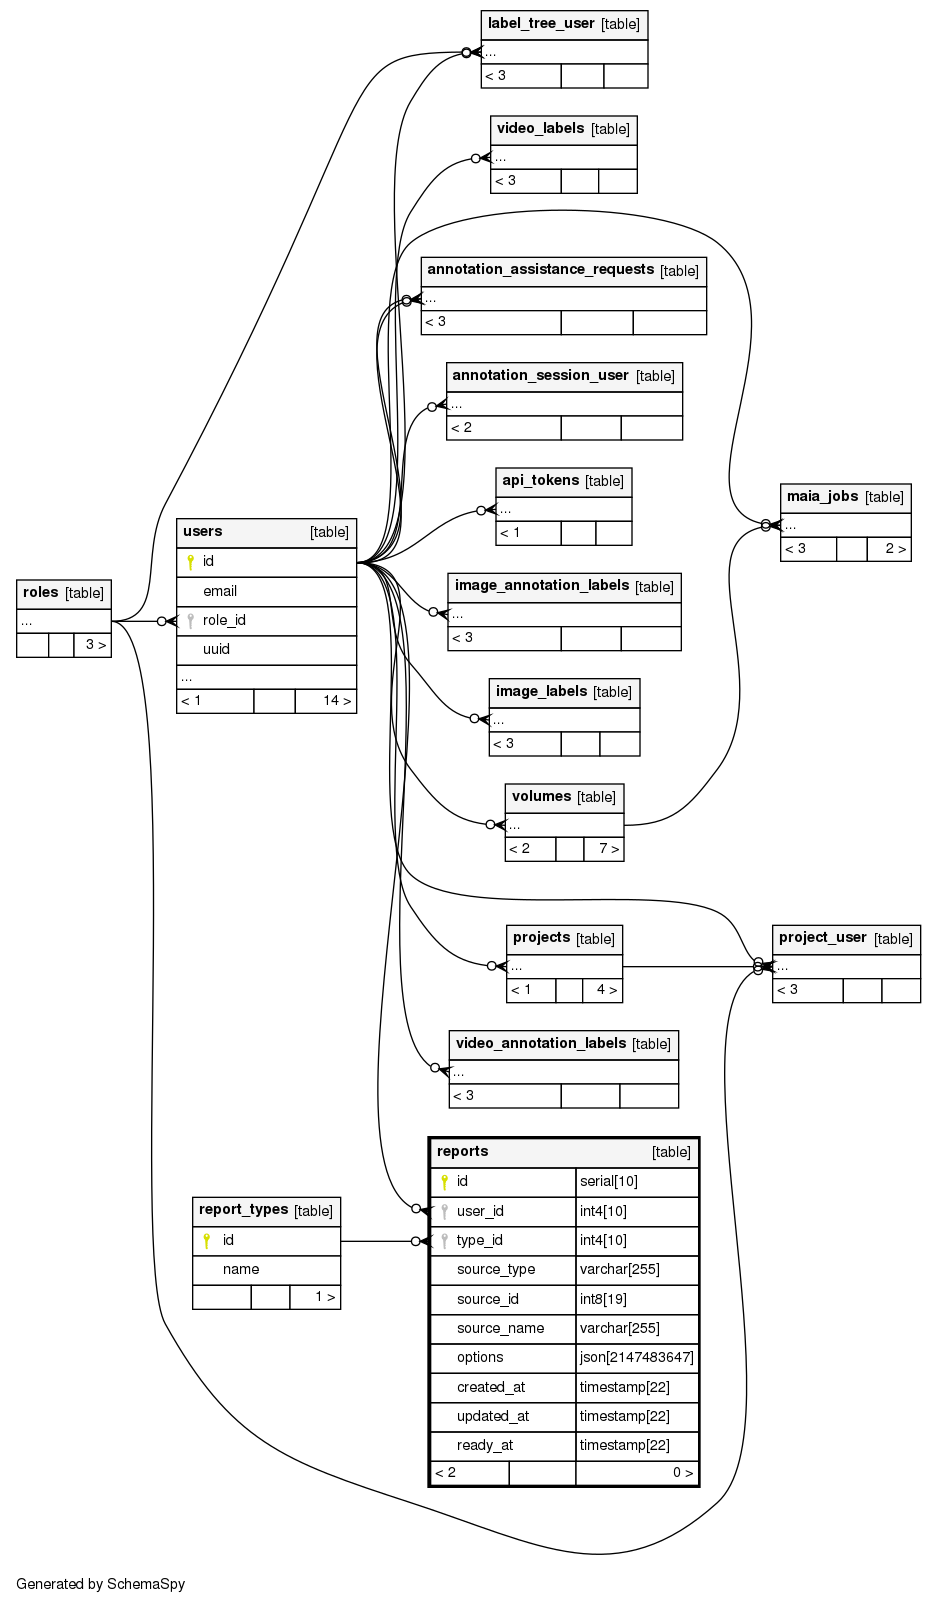 label_tree_user [table]
...
< 3
video_labels [table]
...
< 3
annotation_assistance_requests [table]
...
< 3
annotation_session_user [table]
...
< 2
api_tokens [table]
...
< 1
maia_jobs [table]
...
< 3 2 >
users [table]
id
email
role_id
uuid
...
< 1 14 >
roles [table]
...
3 >
image_annotation_labels [table]
...
< 3
image_labels [table]
...
< 3
volumes [table]
...
< 2 7 >
projects [table]
...
< 1 4 >
project_user [table]
...
< 3
video_annotation_labels [table]
...
< 3
reports [table]
id serial[10]
user_id int4[10]
type_id int4[10]
source_type varchar[255]
source_id int8[19]
source_name varchar[255]
options json[2147483647]
created_at timestamp[22]
updated_at timestamp[22]
ready_at timestamp[22]
< 2 0 >
report_types [table]
id
name
1 >
Generated by SchemaSpy